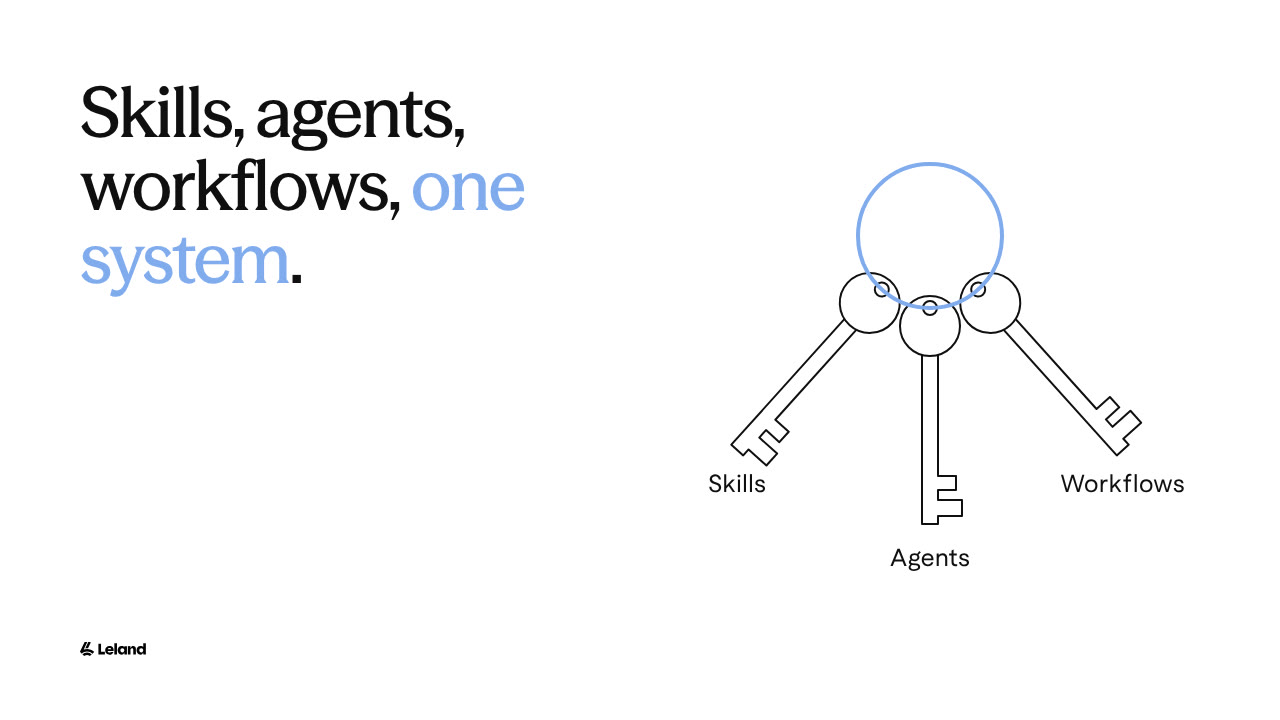 Skills, agents,
workflows, one
system.
Skills
Workflows
Agents
Leland